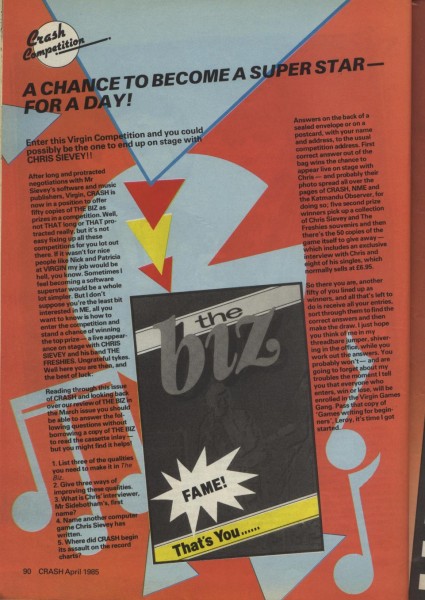 Crash
Competition
A CHANCE TO BECOME A SUPER STAR—
FOR A DAY!
Enter this Virgin Competition and you could
possibly be the one to end up on stage with
CHRIS SIEVEY!!
After long and protracted
negotiations with Mr
Sievey's software and music
publishers, Virgin, CRASH is
now in a position to offer
fifty copies of THE BIZ as
prizes in a competition. Well,
not THAT long or THAT pro-
tracted really, but it's not
easy fixing up all these
competitions for you lot out
there. If it wasn't for nice
people like Nick and Patricia
at VIRGIN my job would be
hell, you know. Sometimes I
feel becoming a software
superstar would be a whole
lot simpler. But I don't
suppose you're the least bit
interested in ME, all you
want to know is how to
enter the competition and
stand a chance of winning
the top prize — a live appear-
ance on stage with CHRIS
SIEVEY and his band THE
FRESHIES. Ungrateful tykes.
Well here you are then, and
the best of luck:
Reading through this issue
of CRASH and looking back
over our review of THE BIZ in
the March issue you should
be able to answer the fol-
lowing questions without
borrowing a copy of THE BIZ
to read the cassette inlay —
but you might find it helps!
1. List three of the qualities
you need to make it in The
Biz.
2. Give three ways of
improving these qualities.
3. What is Chris' interviewer,
Mr Sidebotham's, first
name?
4. Name another computer
game Chris Sievey has
written.
5. Where did CRASH begin
its assault on the record
charts?
Answers on the back of a
sealed envelope or on a
postcard, with your name
and address, to the usual
competition address. First
correct answer out of the
bag wins the chance to
appear live on stage with
Chris — and probably their
photo spread all over the
pages of CRASH, NME and
the Katmandu Observer, for
doing so; five second prize
winners pick up a collection
of Chris Sievey and The
Freshies souvenirs and then
there's the 50 copies of the
game itself to give away —
which includes an exclusive
interview with Chris and
eight of his singles, which
normally sells at £6.95.
So there you are, another
fifty of you lined up as
winners, and all that's left to
do is receive all your entries,
sort through them to find the
correct answers and then
make the draw. I just hope
you think of me in my
threadbare jumper, shiver-
ing in the office while you
work out the answers. You
probably won't — and are
going to forget about my
troubles the moment I tell
you that everyone who
enters, win or lose, will be
enrolled in the Virgin Games
Gang. Pass that copy of
'Games writing for begin-
ners', Leroy, it's time I got
started.
the
biz
FAME!
That's You......
90 CRASH April 1985